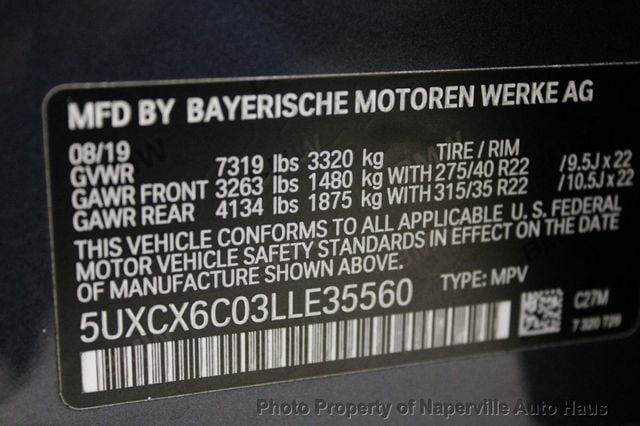 MFD BY BAYERISCHE MOTOREN WERKE AG
08/19 TIRE / RIM
GVWR 7319 lbs 3320 kg
GAWR FRONT 3263 lbs 1480 kg WITH 275/40 R22 /9.5J x 22
GAWR REAR 4134 lbs 1875 kg WITH 315/35 R22 /10.5J x 22
THIS VEHICLE CONFORMS TO ALL APPLICABLE U. S. FEDERAL
MOTOR VEHICLE SAFETY STANDARDS IN EFFECT ON THE DATE
OF MANUFACTURE SHOWN ABOVE.
5UXCX6C03LLE35560 TYPE: MPV
C27M
7 320 729
Photo Property of Naperville Auto Haus